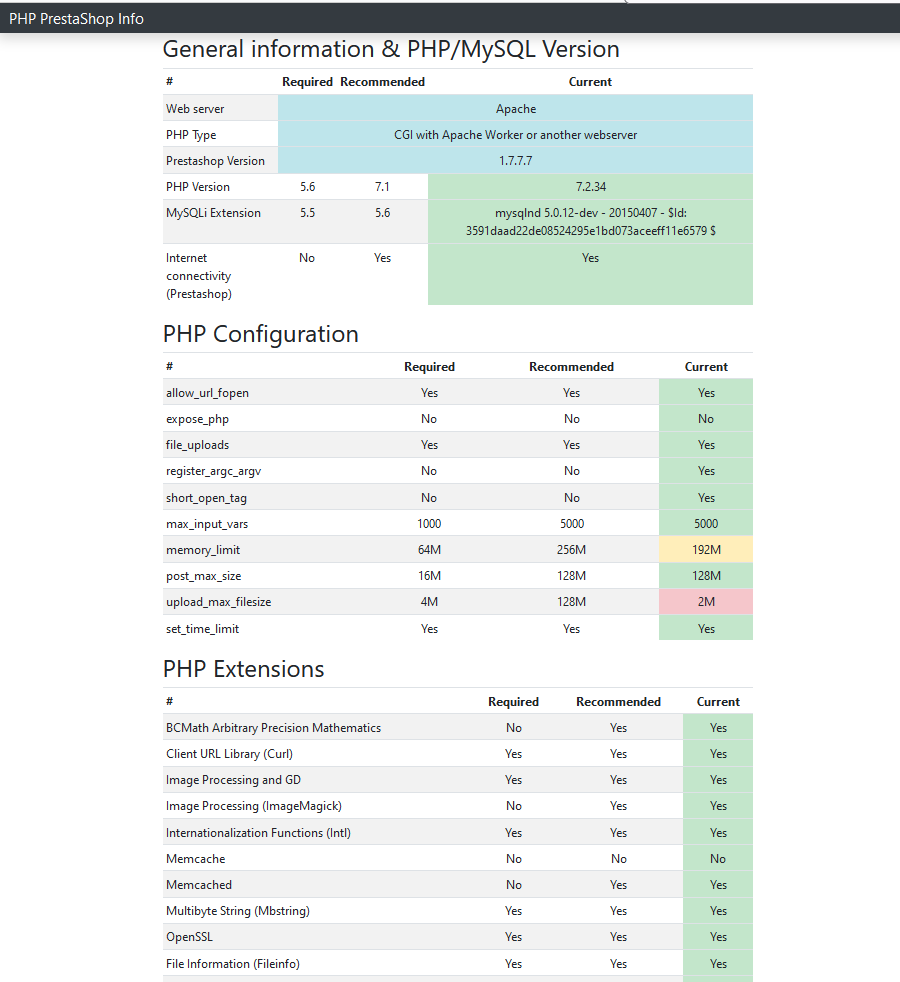 PHP PrestaShop Info
General information & PHP/MySQL Version
# Required Recommended Current
Web server Apache
PHP Type CGI with Apache Worker or another webserver
Prestashop Version 1.7.7.7
PHP Version 5.6 7.1 7.2.34
MySQLi Extension 5.5 5.6 mysqlnd 5.0.12-dev - 20150407 - $Id:
3591daad22de08524295e1bd073aceeff11e6579 $
Internet No Yes Yes
connectivity
(Prestashop)
PHP Configuration
# Required Recommended Current
allow_url_fopen Yes Yes Yes
expose_php No No No
file_uploads Yes Yes Yes
register_argc_argv No No Yes
short_open_tag No No Yes
max_input_vars 1000 5000 5000
memory_limit 64M 256M 192M
post_max_size 16M 128M 128M
upload_max_filesize 4M 128M 2M
set_time_limit Yes Yes Yes
PHP Extensions
# Required Recommended Current
BCMath Arbitrary Precision Mathematics No Yes Yes
Client URL Library (Curl) Yes Yes Yes
Image Processing and GD Yes Yes Yes
Image Processing (ImageMagick) No Yes Yes
Internationalization Functions (Intl) Yes Yes Yes
Memcache No No No
Memcached No Yes Yes
Multibyte String (Mbstring) Yes Yes Yes
OpenSSL Yes Yes Yes
File Information (Fileinfo) Yes Yes Yes